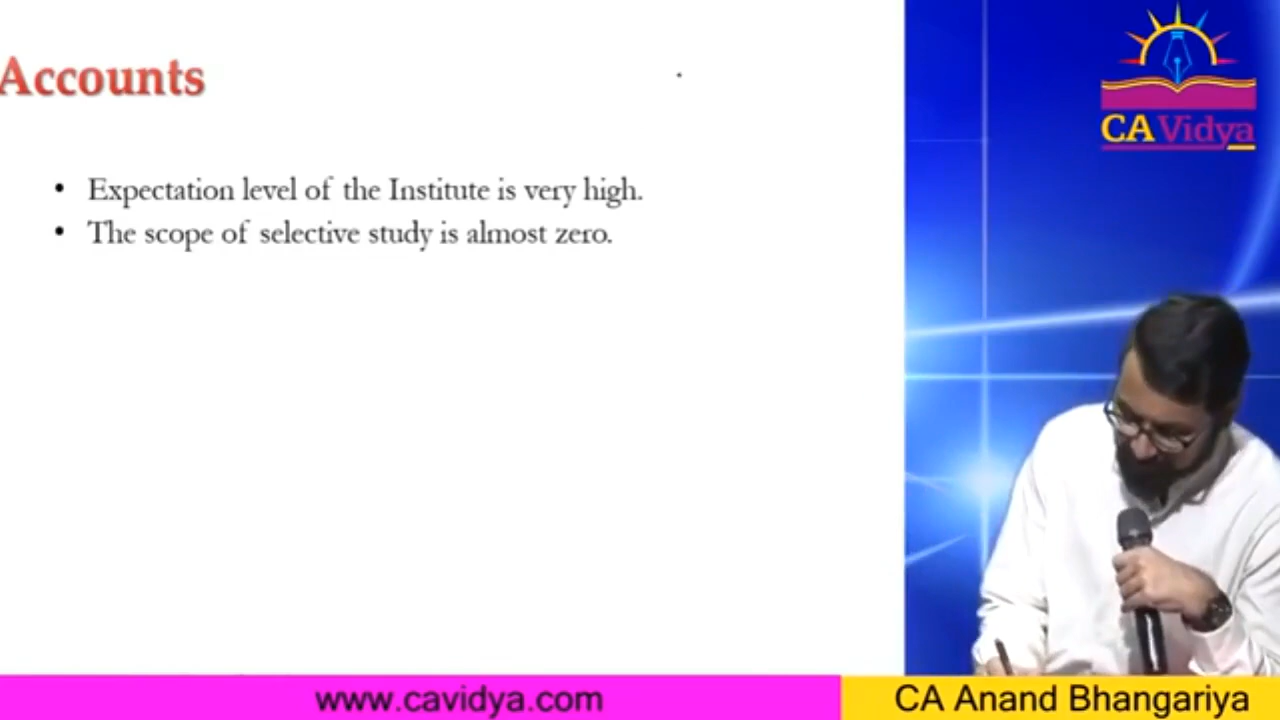 Accounts
• Expectation level of the Institute is very high.
• The scope of selective study is almost zero.
CA Vidya
www.cavidya.com
CA Anand Bhangariya